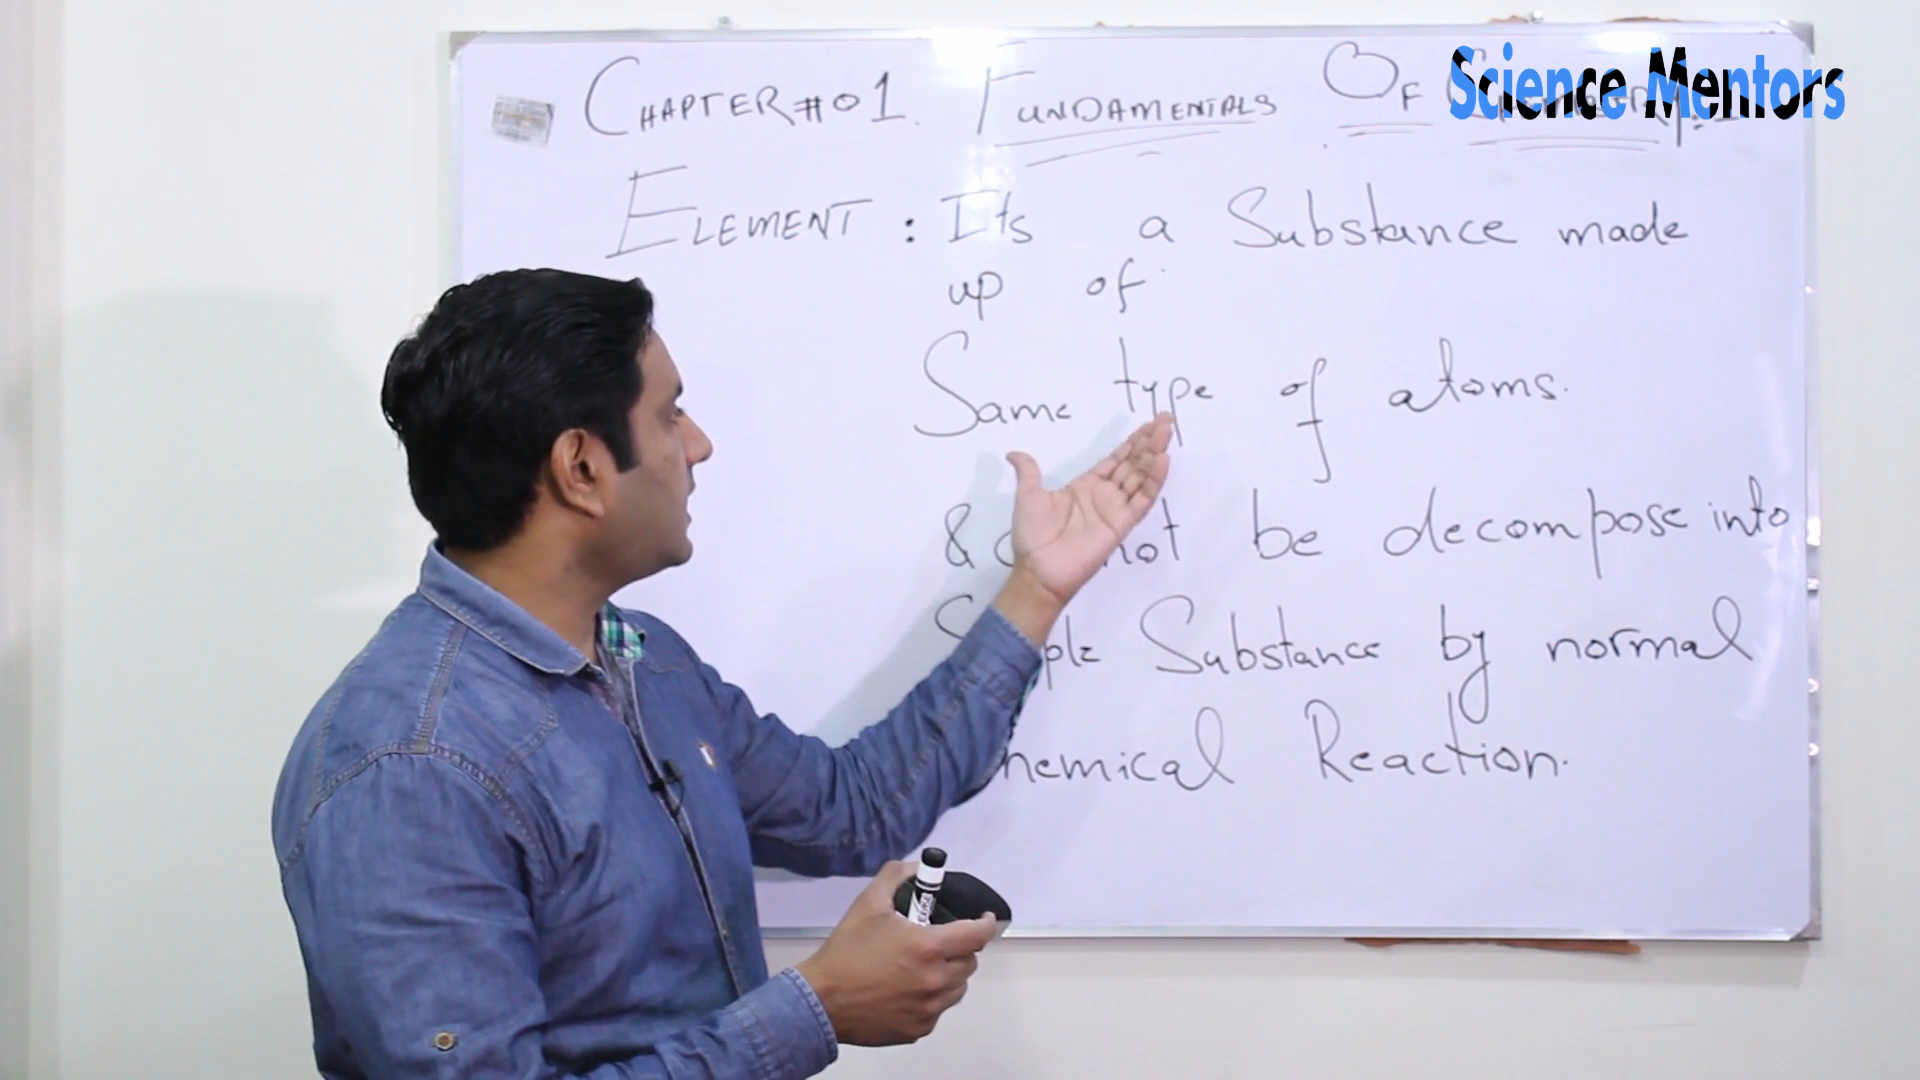 CHAPTER #01. FUNDAMENTALS OF
Science Mentors
ELEMENT: Its a Substance made
up of
Same type of atoms.
& not be decompose into
Substance by normal
Chemical Reaction.